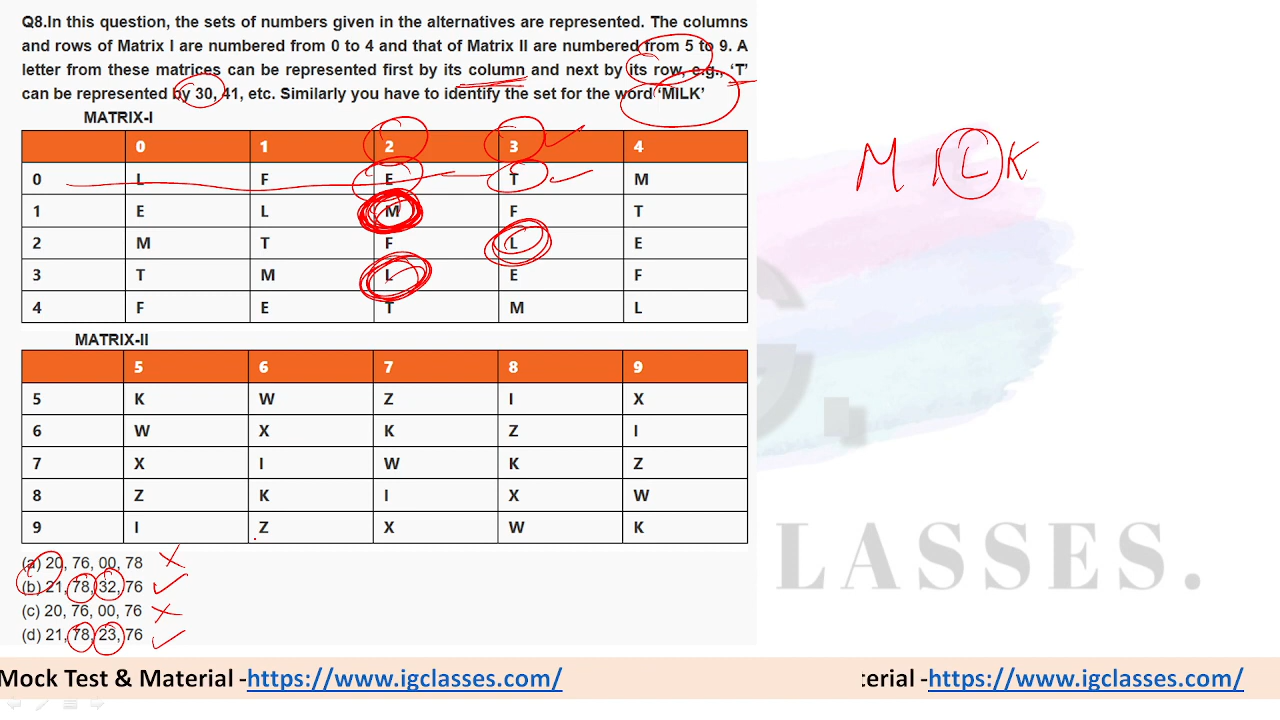 Q8.In this question, the sets of numbers given in the alternatives are represented. The columns
and rows of Matrix I are numbered from 0 to 4 and that of Matrix II are numbered from 5 to 9. A
letter from these matrices can be represented first by its column and next by its row, e.g., ‘T’
can be represented by 30, 41, etc. Similarly you have to identify the set for the word ‘MILK’
MATRIX-I
0 1 2 3 4
0 L F E T M
1 E L M F T
2 M T F L E
3 T M L E F
4 F E T M L
M I L K
MATRIX-II
5 6 7 8 9
5 K W Z I X
6 W X K Z I
7 X I W K Z
8 Z K I X W
9 I Z X W K
(a) 20, 76, 00, 78
(b) 21, 78, 32, 76
(c) 20, 76, 00, 76
(d) 21, 78, 23, 76
LASSES.
Mock Test & Material -https://www.igclasses.com/
terial -https://www.igclasses.com/